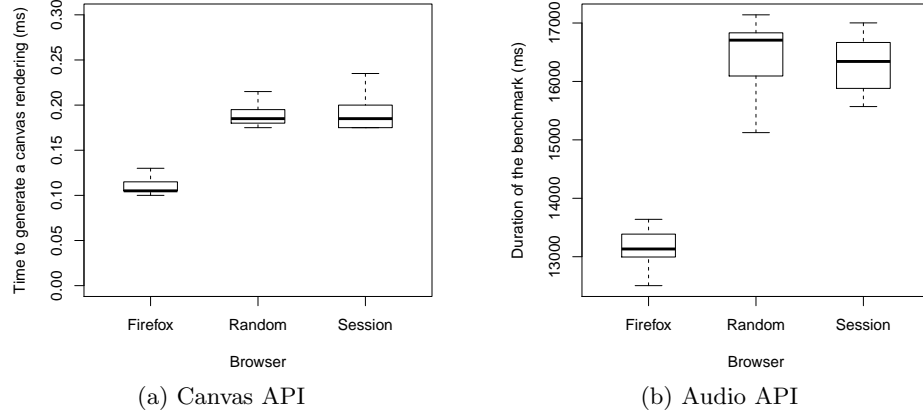 Time to generate a canvas rendering (ms)
0.30
0.25
0.20
0.15
0.10
0.05
0.00
Firefox Random Session
Browser
(a) Canvas API
Duration of the benchmark (ms)
17000
16000
15000
14000
13000
Firefox Random Session
Browser
(b) Audio API